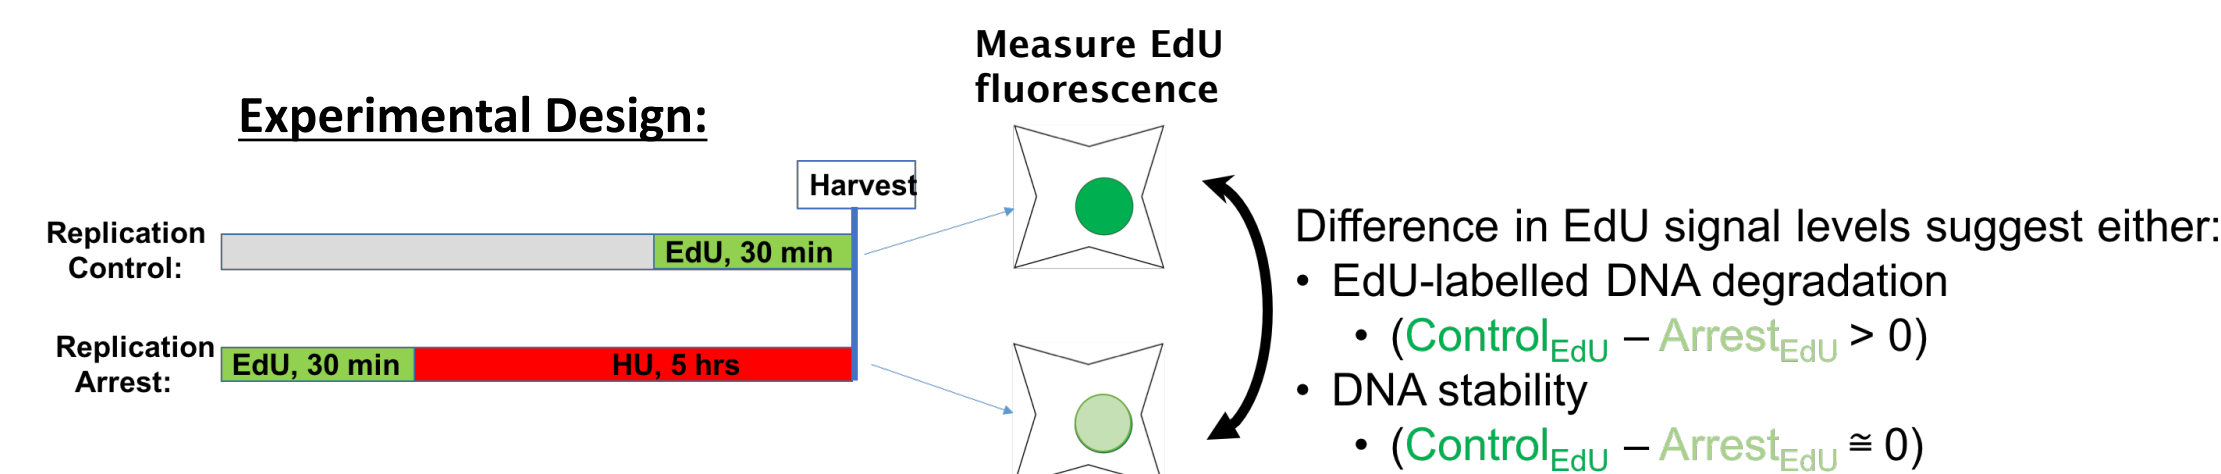 Measure EdU
fluorescence
Experimental Design:
Harvest
Replication
Control:
EdU, 30 min
Replication
Arrest:
EdU, 30 min
HU, 5 hrs
Difference in EdU signal levels suggest either:
• EdU-labelled DNA degradation
• (ControlEdU – ArrestEdU > 0)
• DNA stability
• (ControlEdU – ArrestEdU ≅ 0)